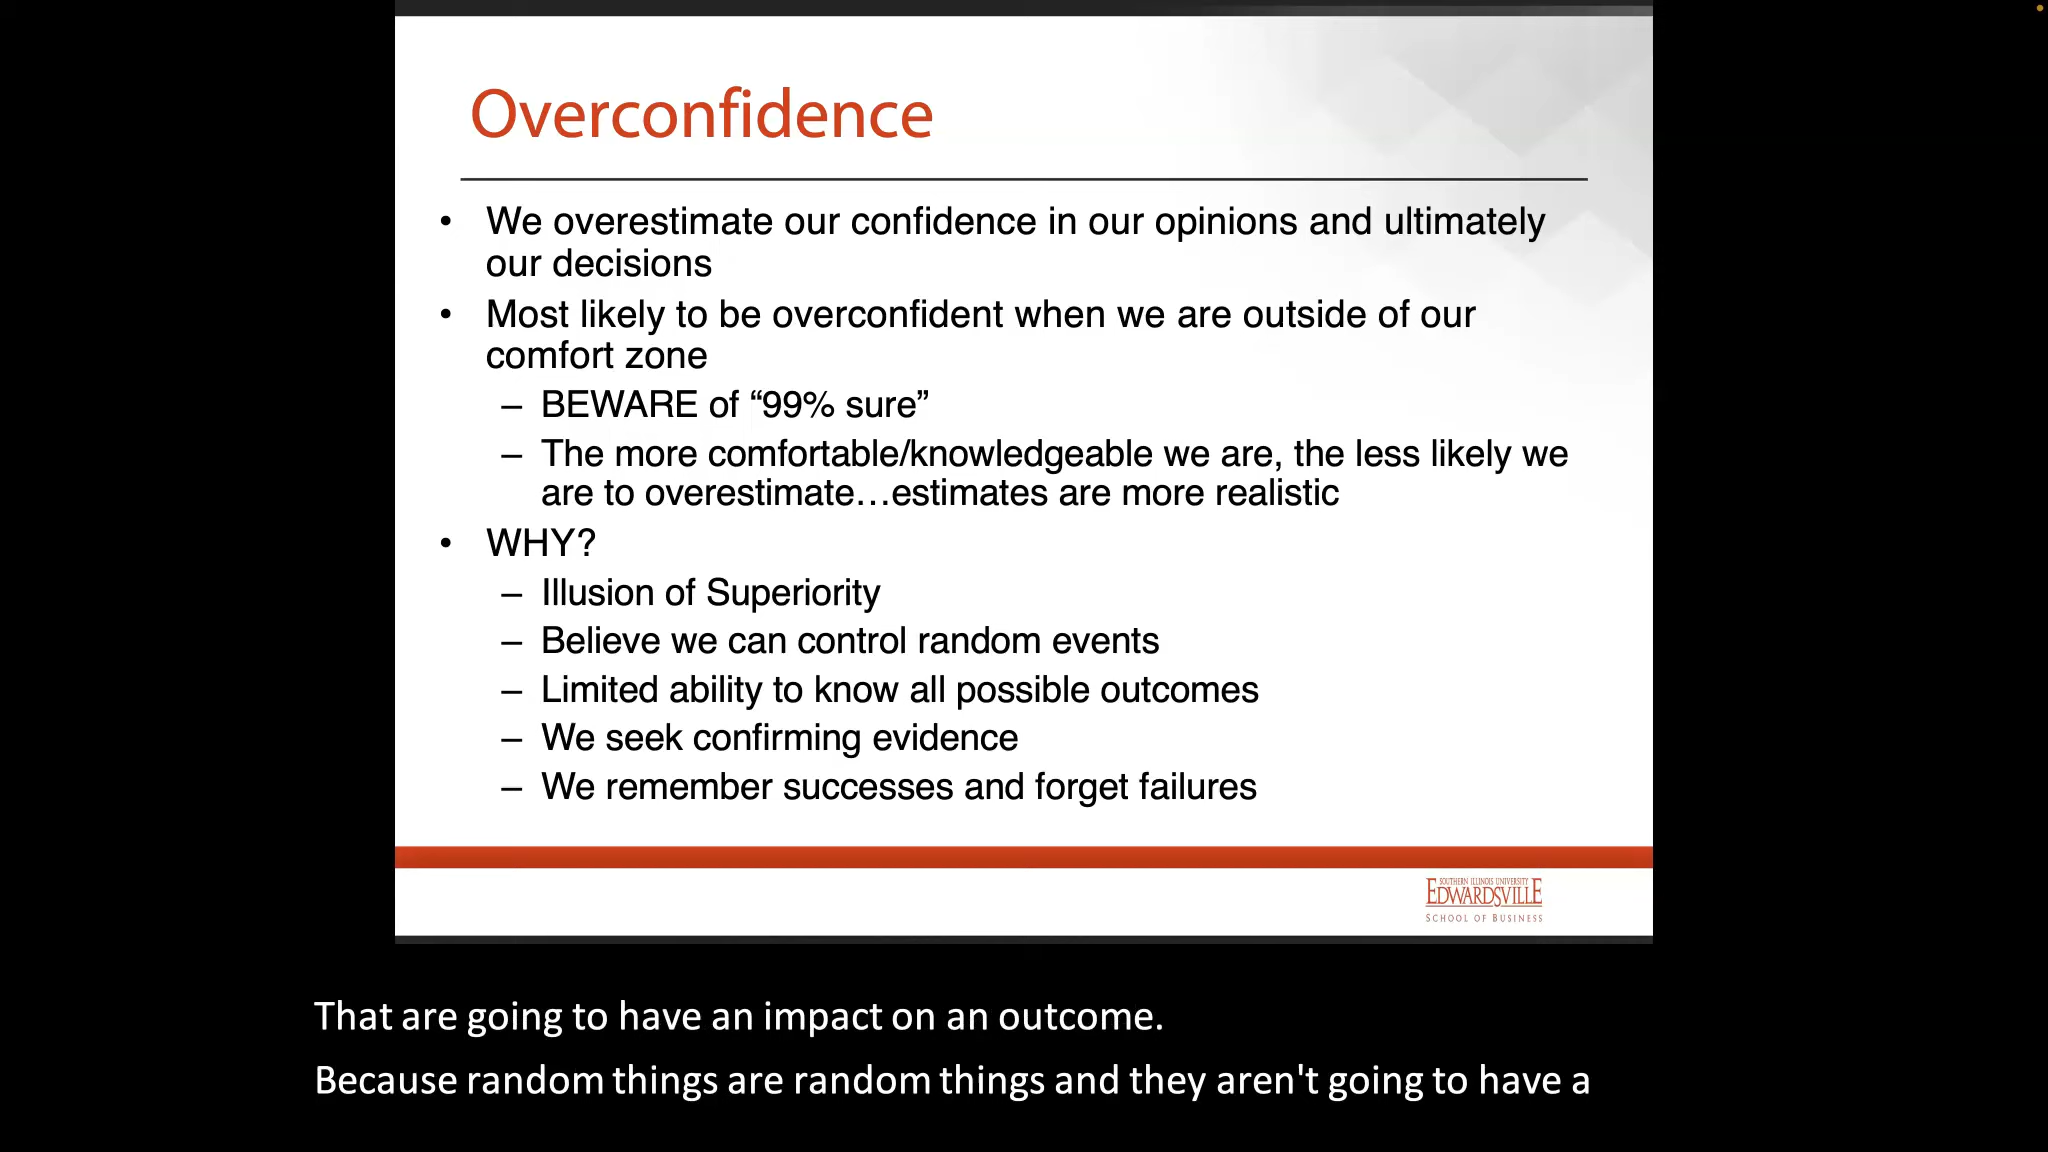 Overconfidence
• We overestimate our confidence in our opinions and ultimately
our decisions
• Most likely to be overconfident when we are outside of our
comfort zone
– BEWARE of “99% sure”
– The more comfortable/knowledgeable we are, the less likely we
are to overestimate…estimates are more realistic
• WHY?
– Illusion of Superiority
– Believe we can control random events
– Limited ability to know all possible outcomes
– We seek confirming evidence
– We remember successes and forget failures
SOUTHERN ILLINOIS UNIVERSITY
EDWARDSVILLE
SCHOOL OF BUSINESS
That are going to have an impact on an outcome.
Because random things are random things and they aren't going to have a